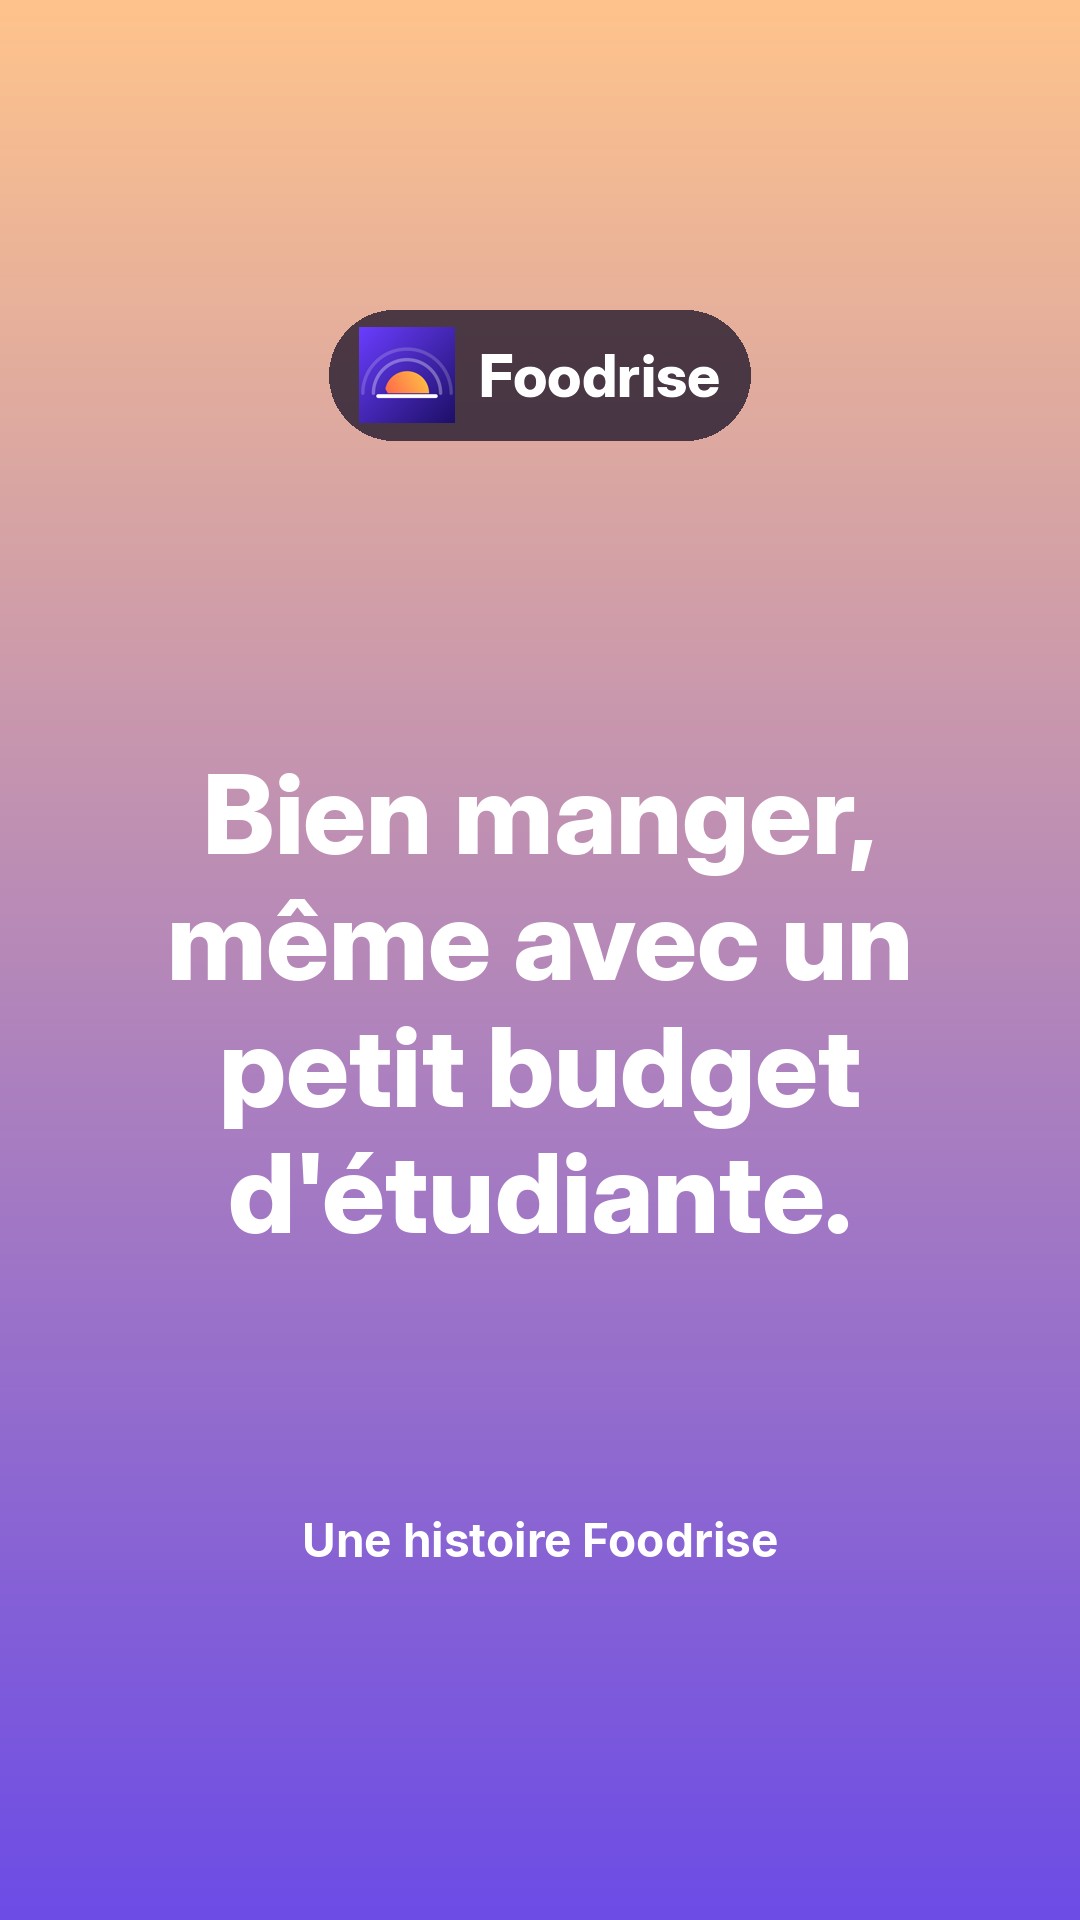 Foodrise
Bien manger,
même avec un
petit budget
d'étudiante.
Une histoire Foodrise